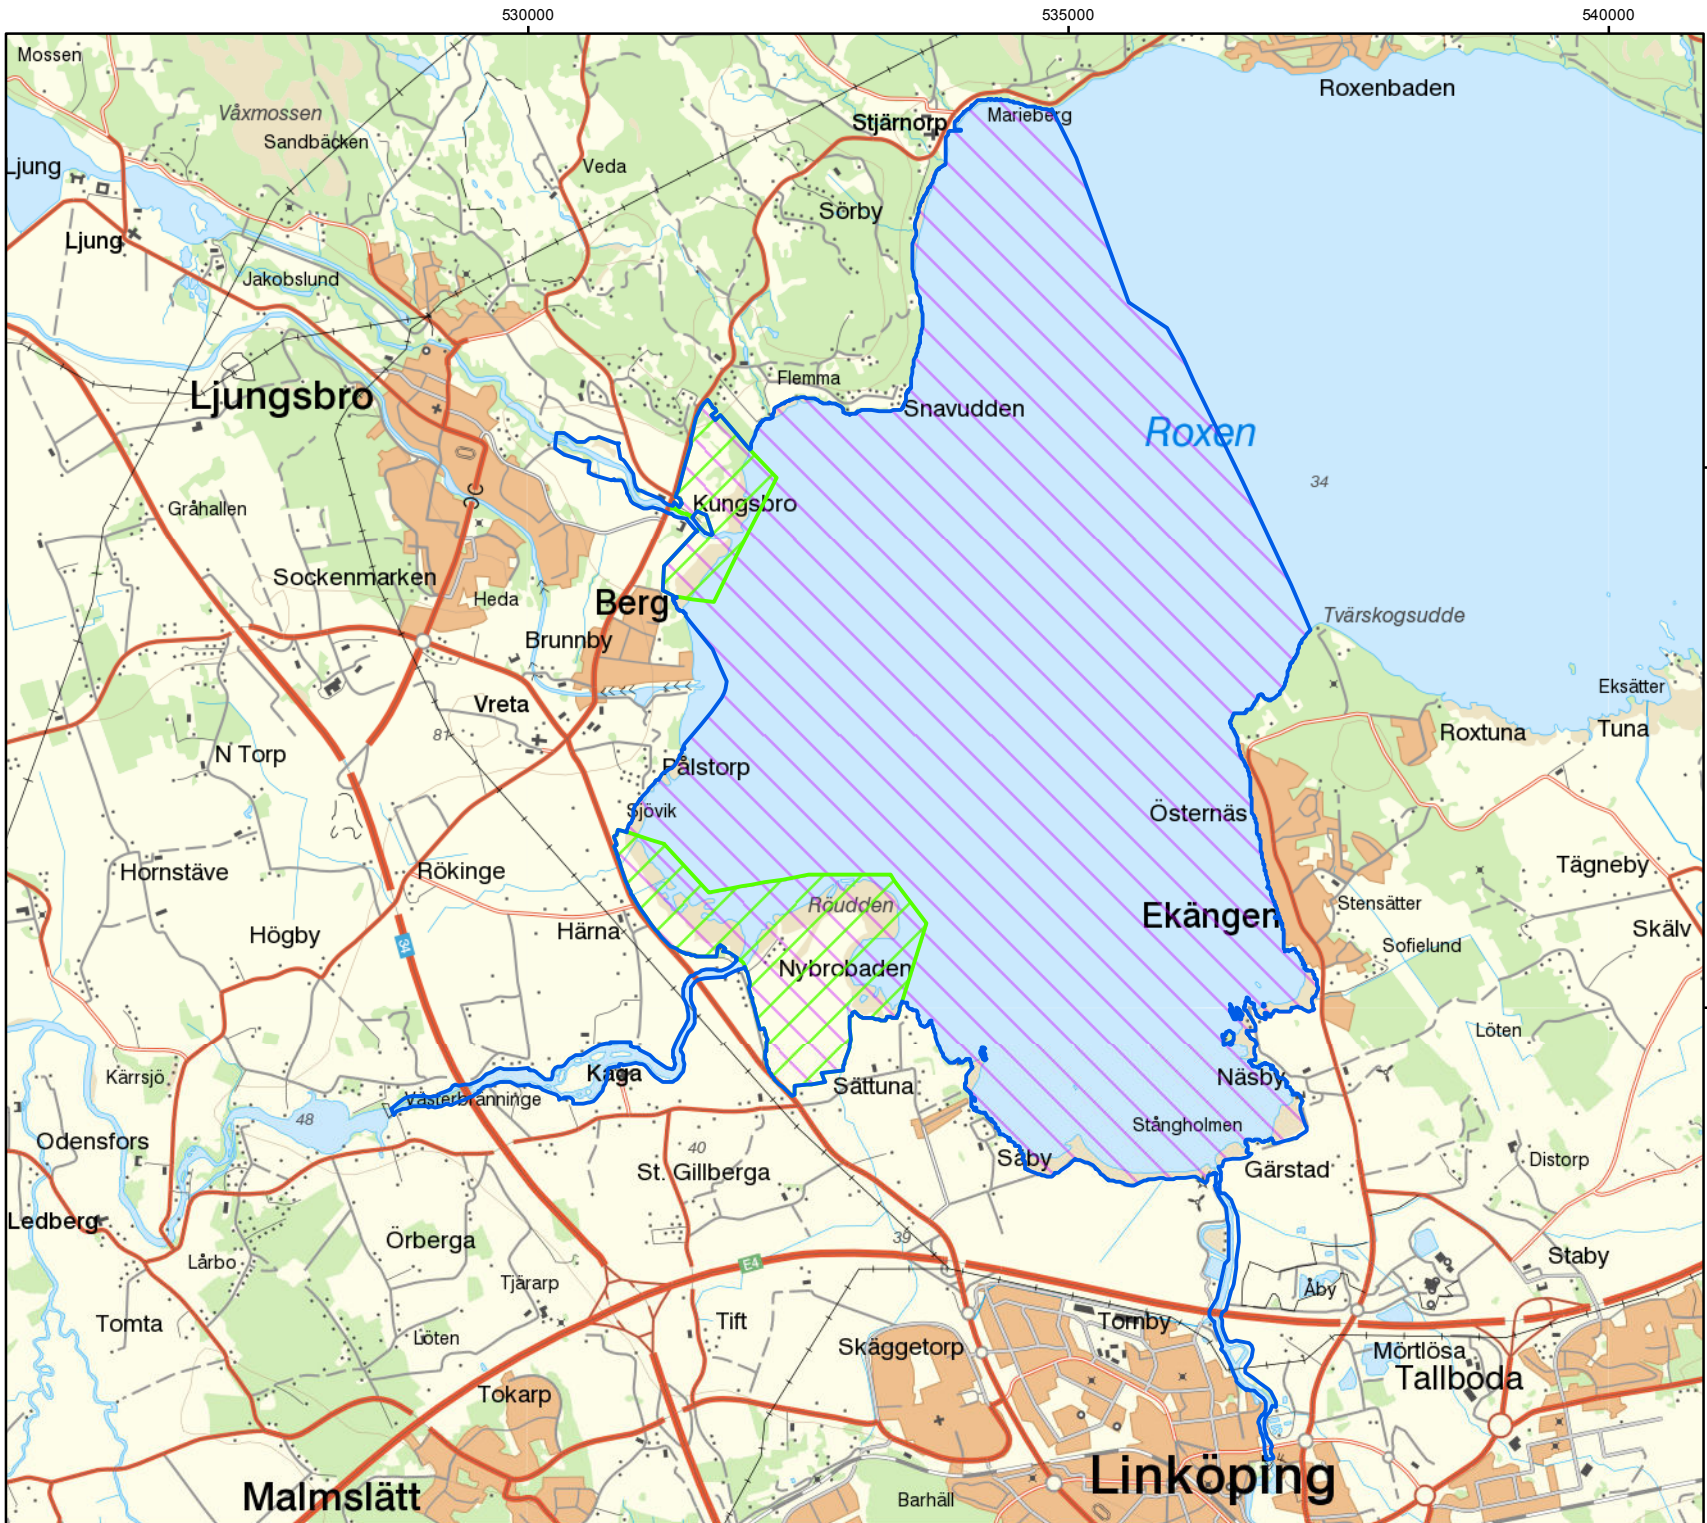 530000 535000 540000
Mossen
Roxenbaden
Våxmossen
Stjärnorp
Marieberg
Sandbäcken
Ljung
Veda
Sörby
Ljung
Jakobslund
Flemma
Ljungsbro
Snavudden
Roxen
34
Kungsbro
Gråhallen
Sockenmarken
Heda
Berg
Tvärskogsudde
Brunnby
Eksätter
Vreta
81
Roxtuna
Tuna
N Torp
Pålstorp
Sjövik
Östernäs
Hornstäve
Rökinge
Tägneby
Röudden
Stensätter
Ekängen
Högby
Härna
34
Sofielund
Skälv
Nybrobaden
Löten
Kärrsjö
Kaga
Näsby
Sättuna
Västerbränninge
48
Stångholmen
Odensfors
40
St. Gillberga
Säby
Gärstad
Distorp
Ledberg
Örberga
39
Lårbo
E4
Staby
Tjärarp
Åby
Tomta
Löten
Tift
Tornby
Skäggetorp
Mörtlösa
Tallboda
Tokarp
Linköping
Malmslätt
Barhäll